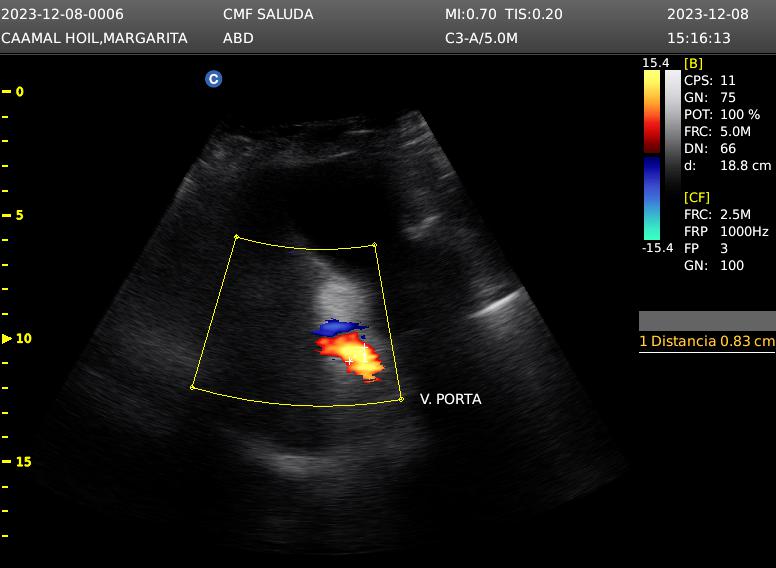 2023-12-08-0006 CMF SALUDA MI:0.70 TIS:0.20 2023-12-08
CAAMAL HOIL,MARGARITA ABD C3-A/5.0M 15:16:13
15.4 [B]
C
CPS: 11
0
GN: 75
POT: 100 %
FRC: 5.0M
DN: 66
d: 18.8 cm
[CF]
5
FRC: 2.5M
FRP 1000Hz
-15.4 FP 3
GN: 100
10
1 Distancia 0.83 cm
V. PORTA
15